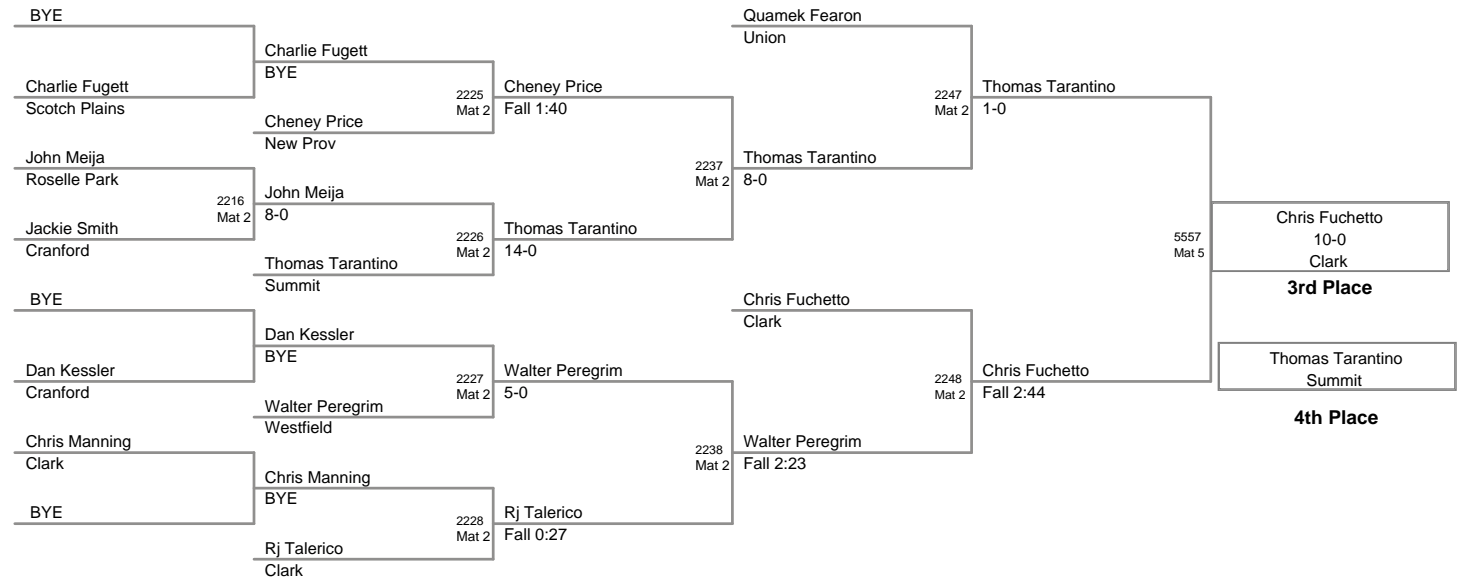 BYE
Charlie Fugett
Scotch Plains
John Meija
Roselle Park
Jackie Smith
Cranford
BYE
Dan Kessler
Cranford
Chris Manning
Clark
BYE
2216
Mat 2
Charlie Fugett
BYE
Cheney Price
New Prov
John Meija
8-0
Thomas Tarantino
Summit
Dan Kessler
BYE
Walter Peregrim
Westfield
Chris Manning
BYE
Rj Talerico
Clark
2225
Mat 2
2226
Mat 2
2227
Mat 2
2228
Mat 2
Cheney Price
Fall 1:40
Thomas Tarantino
14-0
Walter Peregrim
5-0
Rj Talerico
Fall 0:27
2237
Mat 2
2238
Mat 2
Quamek Fearon
Union
Thomas Tarantino
8-0
Chris Fuchetto
Clark
Walter Peregrim
Fall 2:23
2247
Mat 2
2248
Mat 2
Thomas Tarantino
1-0
Chris Fuchetto
Fall 2:44
5557
Mat 5
Chris Fuchetto
10-0
Clark
3rd Place
Thomas Tarantino
Summit
4th Place